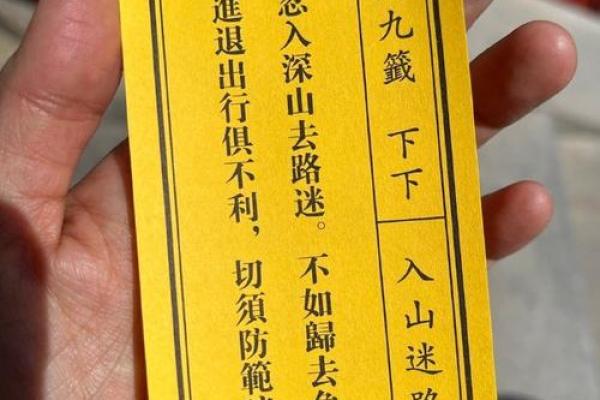 九籤 下下
入山迷路
入深山去路迷。不如歸去
進退出行俱不利，切須防範